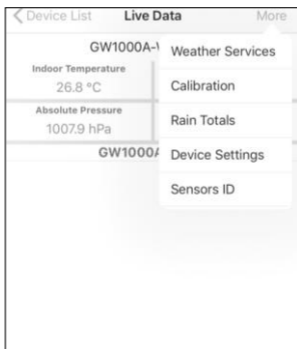 Device List Live Data More
GW1000A-V
Weather Services
Indoor Temperature
26.8 °C
Calibration
Absolute Pressure
1007.9 hPa
Rain Totals
GW1000A
Device Settings
Sensors ID